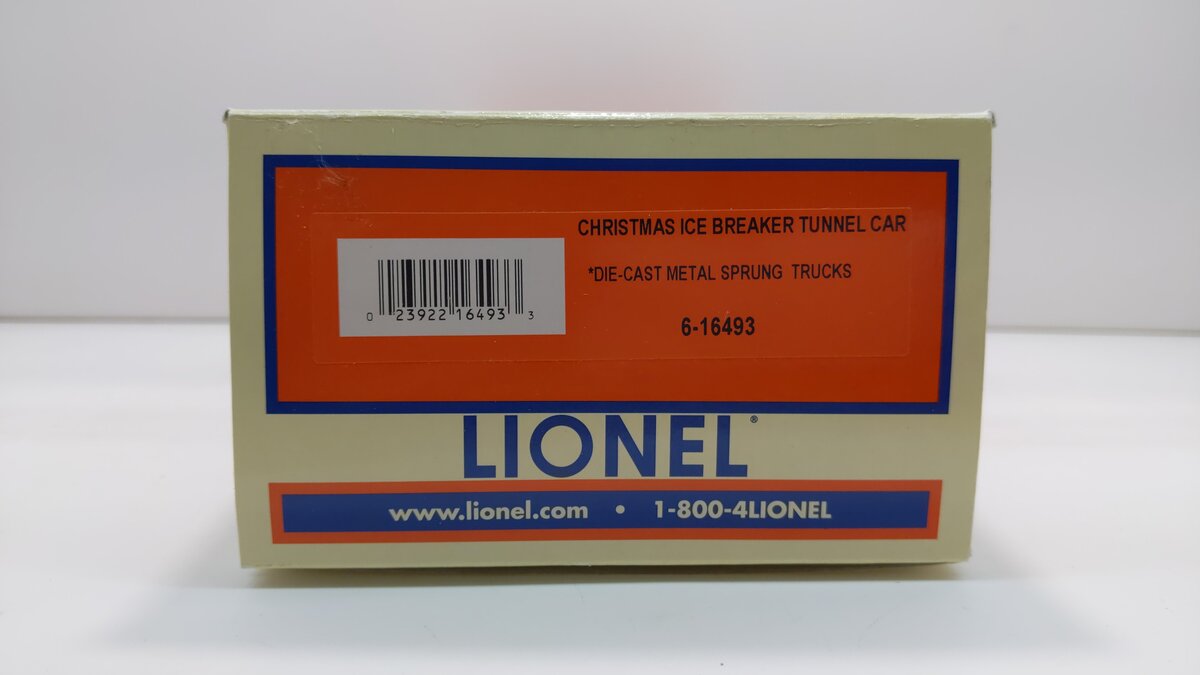 CHRISTMAS ICE BREAKER TUNNEL CAR
*DIE-CAST METAL SPRUNG TRUCKS
6-16493
0 23922 16493 3
LIONEL®
www.lionel.com • 1-800-4LIONEL